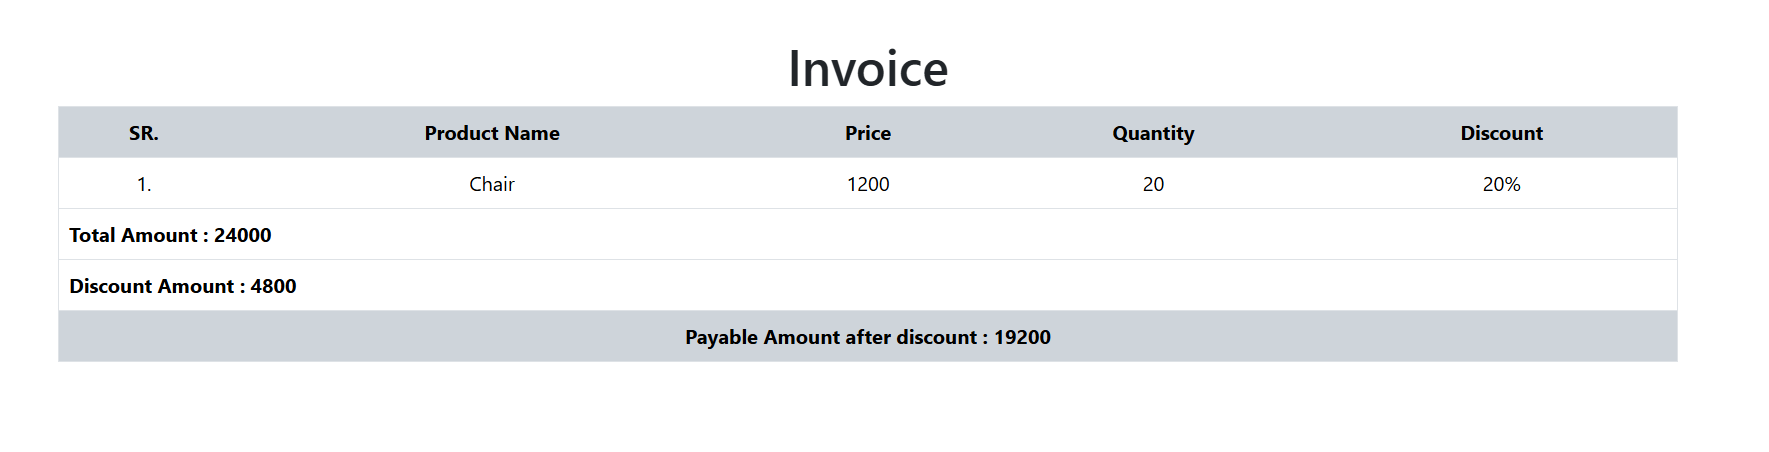 Invoice
SR. Product Name Price Quantity Discount
1. Chair 1200 20 20%
Total Amount : 24000
Discount Amount : 4800
Payable Amount after discount : 19200